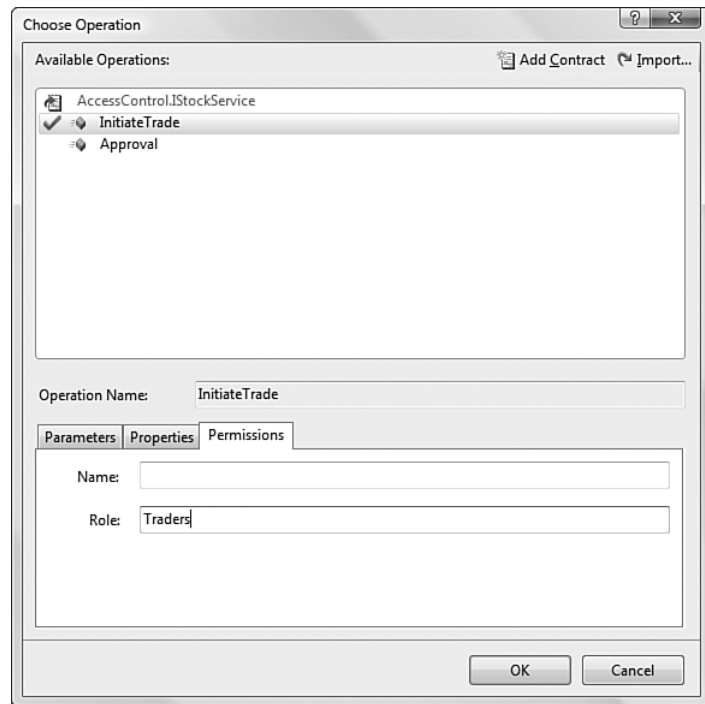 Choose Operation
Available Operations:
Add Contract
Import...
AccessControl.IStockService
InitiateTrade
Approval
Operation Name:
InitiateTrade
Parameters
Properties
Permissions
Name:
Role:
Traders
OK
Cancel